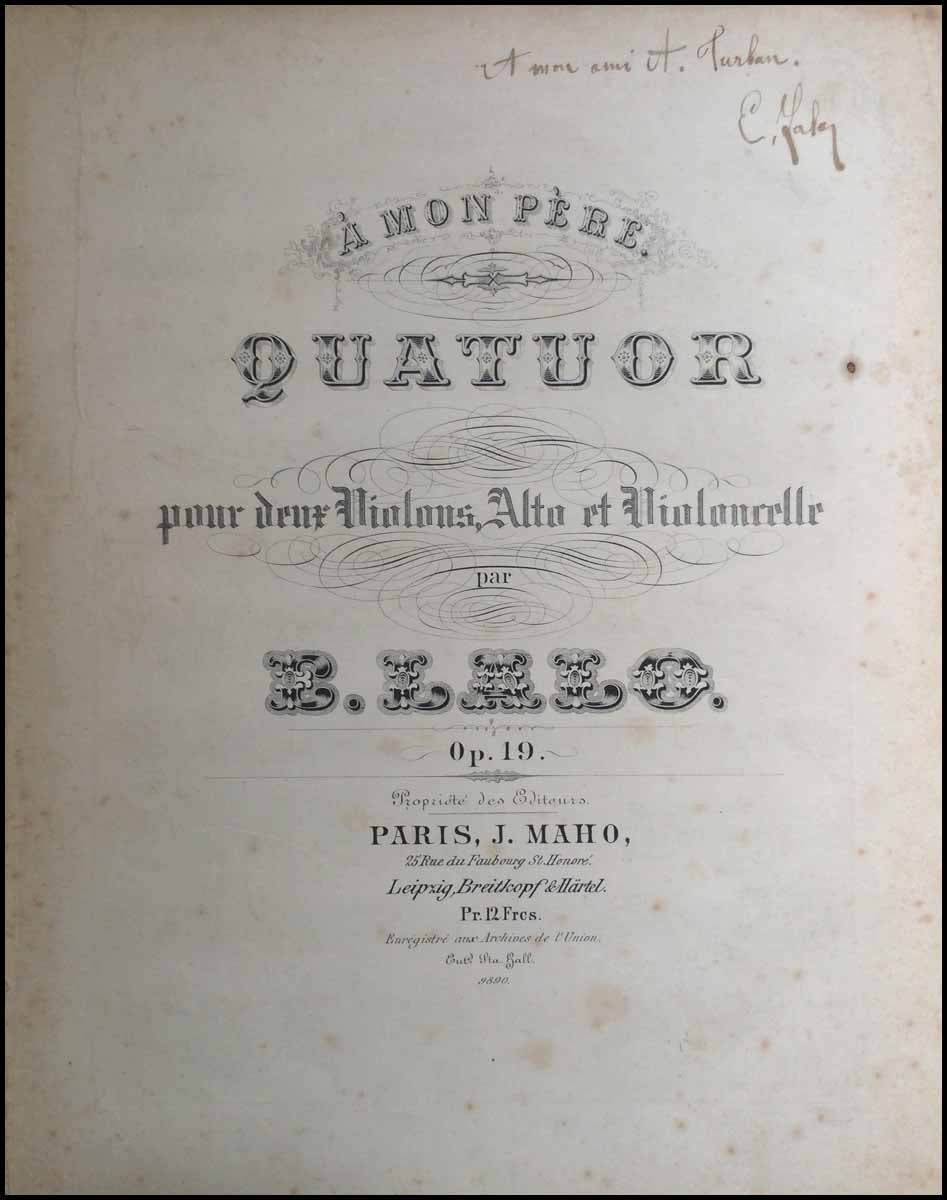 A mon ami A. Turban.
E. Lalo
À MON PÈRE.
QUATUOR
pour deux Violons, Alto et Violoncelle
par
E. LALO.
Op. 19.
Propriété des Editeurs.
PARIS, J. MAHO,
25 Rue du Faubourg St. Honoré.
Leipzig, Breitkopf & Härtel.
Pr. 12 Frcs.
Enrégistré aux Archives de l'Union.
Entd. Sta. Hall.
9890.